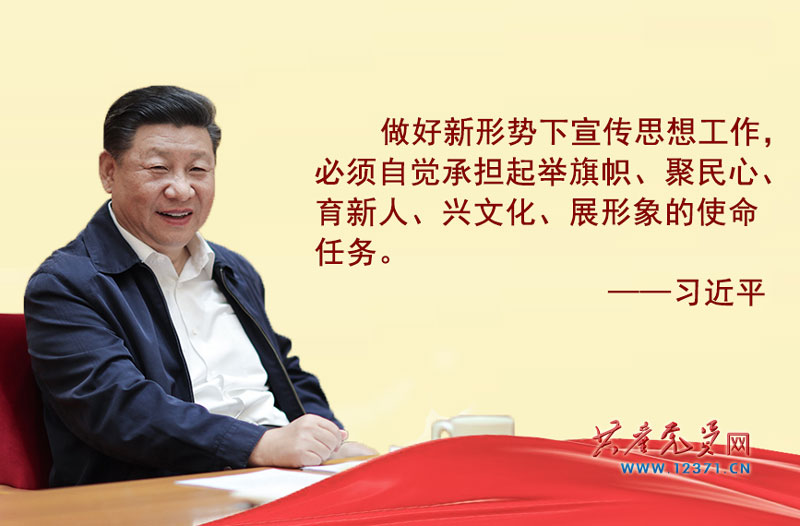 做好新形势下宣传思想工作，
必须自觉承担起举旗帜、聚民心、
育新人、兴文化、展形象的使命
任务。
——习近平
共产党员网
WWW.12371.CN